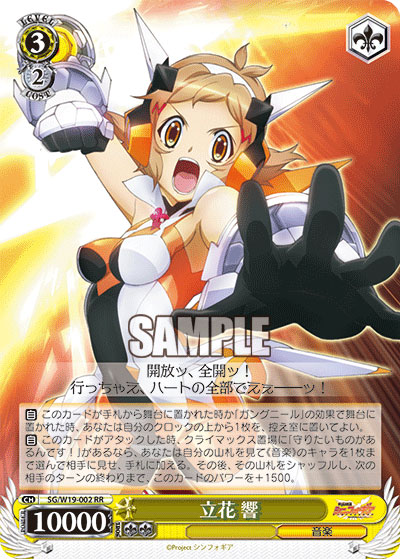 LEVEL
3
2
COST
SAMPLE
開放ッ、全開ッ！
行っちゃえ、ハートの全部でえぇーーッ！
自 このカードが手札から舞台に置かれた時か「ガングニール」の効果で舞台に
置かれた時、あなたは自分のクロックの上から1枚を、控え室に置いてよい。
自 このカードがアタックした時、クライマックス置場に「守りたいものがある
んだ！」があるなら、あなたは自分の山札を見て《音楽》のキャラを1枚ま
で選んで相手に見せ、手札に加える。その後、その山札をシャッフルし、次の
相手のターンの終わりまで、このカードのパワーを＋1500。
CH SG/W19-002 RR
立花 響
10000
音楽
©Project シンフォギア